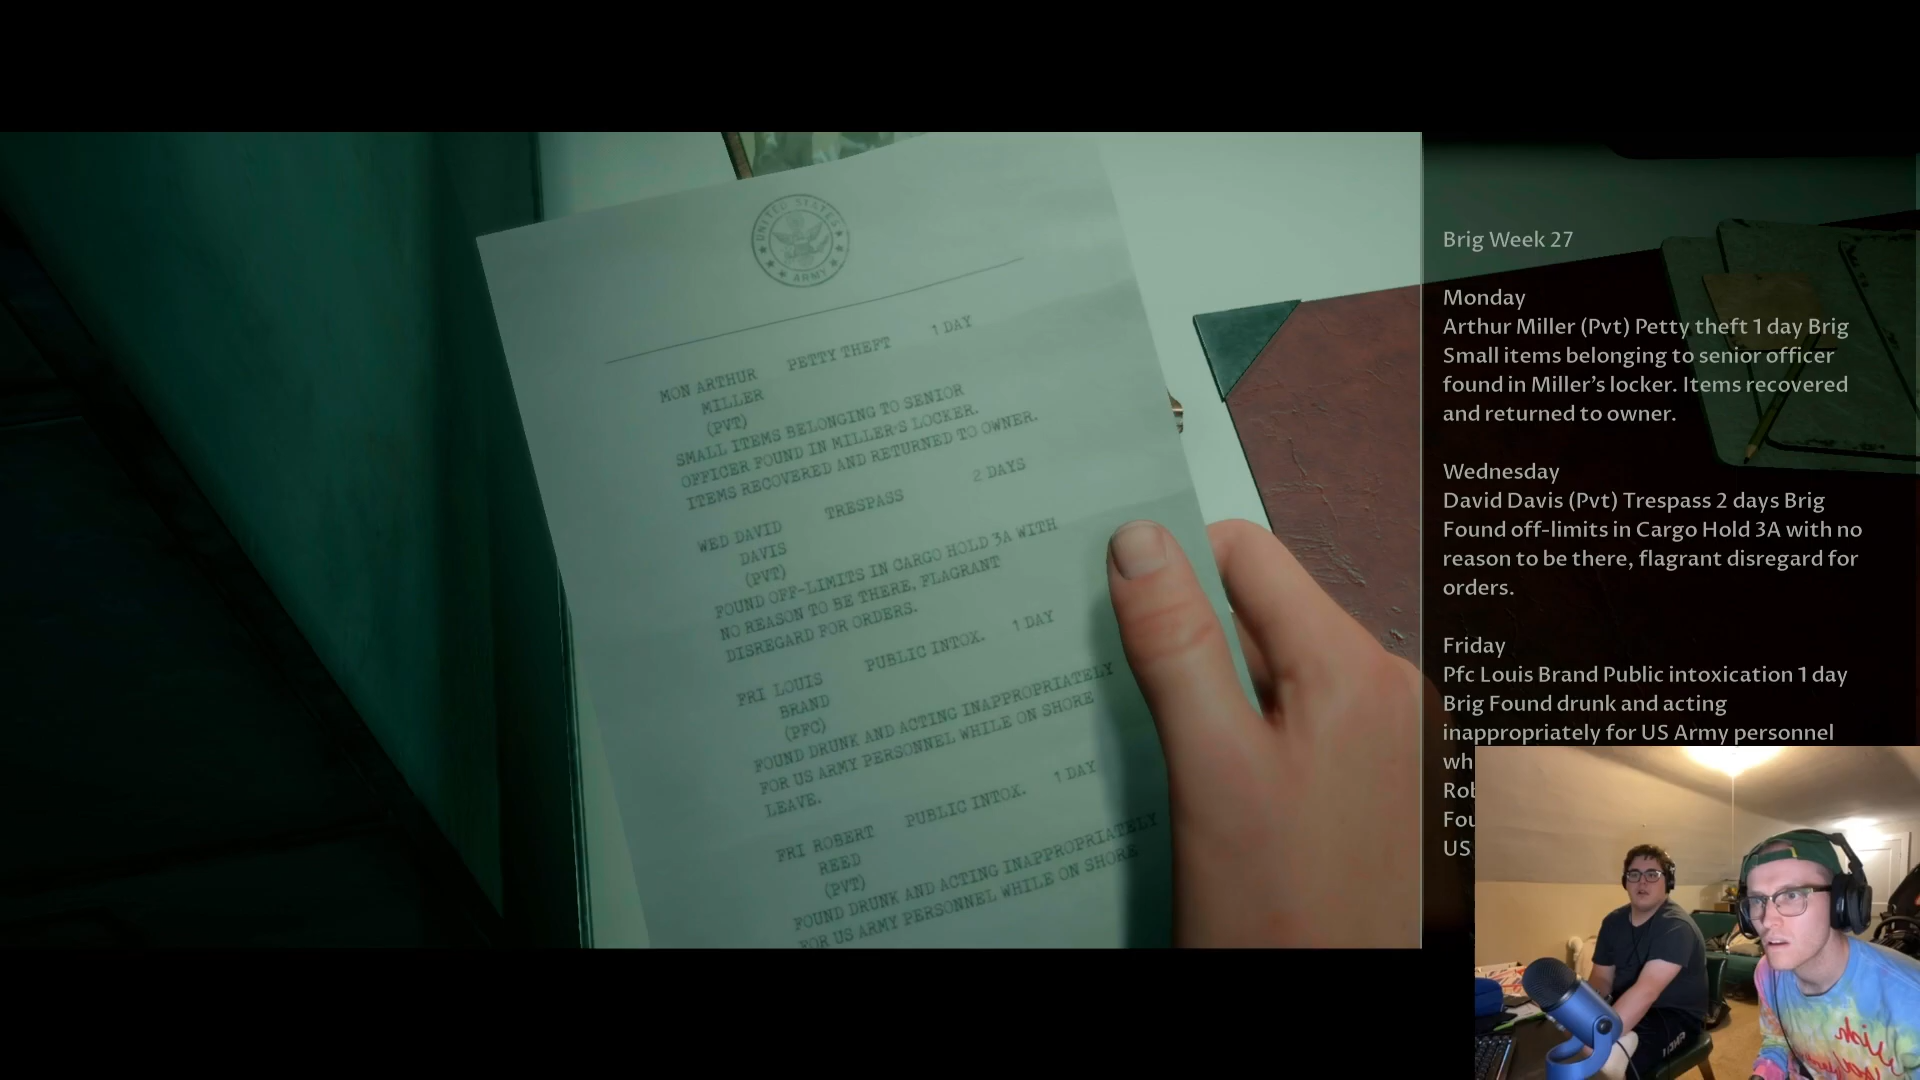 UNITED STATES
ARMY
MON ARTHUR PETTY THEFT 1 DAY
MILLER
(PVT)
SMALL ITEMS BELONGING TO SENIOR
OFFICER FOUND IN MILLER'S LOCKER.
ITEMS RECOVERED AND RETURNED TO OWNER.
WED DAVID TRESPASS 2 DAYS
DAVIS
(PVT)
FOUND OFF-LIMITS IN CARGO HOLD 3A WITH
NO REASON TO BE THERE, FLAGRANT
DISREGARD FOR ORDERS.
FRI LOUIS PUBLIC INTOX. 1 DAY
BRAND
(PFC)
FOUND DRUNK AND ACTING INAPPROPRIATELY
FOR US ARMY PERSONNEL WHILE ON SHORE
LEAVE.
FRI ROBERT PUBLIC INTOX. 1 DAY
REED
(PVT)
FOUND DRUNK AND ACTING INAPPROPRIATELY
FOR US ARMY PERSONNEL WHILE ON SHORE
Brig Week 27
Monday
Arthur Miller (Pvt) Petty theft 1 day Brig
Small items belonging to senior officer
found in Miller's locker. Items recovered
and returned to owner.
Wednesday
David Davis (Pvt) Trespass 2 days Brig
Found off-limits in Cargo Hold 3A with no
reason to be there, flagrant disregard for
orders.
Friday
Pfc Louis Brand Public intoxication 1 day
Brig Found drunk and acting
inappropriately for US Army personnel
wh
Rob
Fou
US